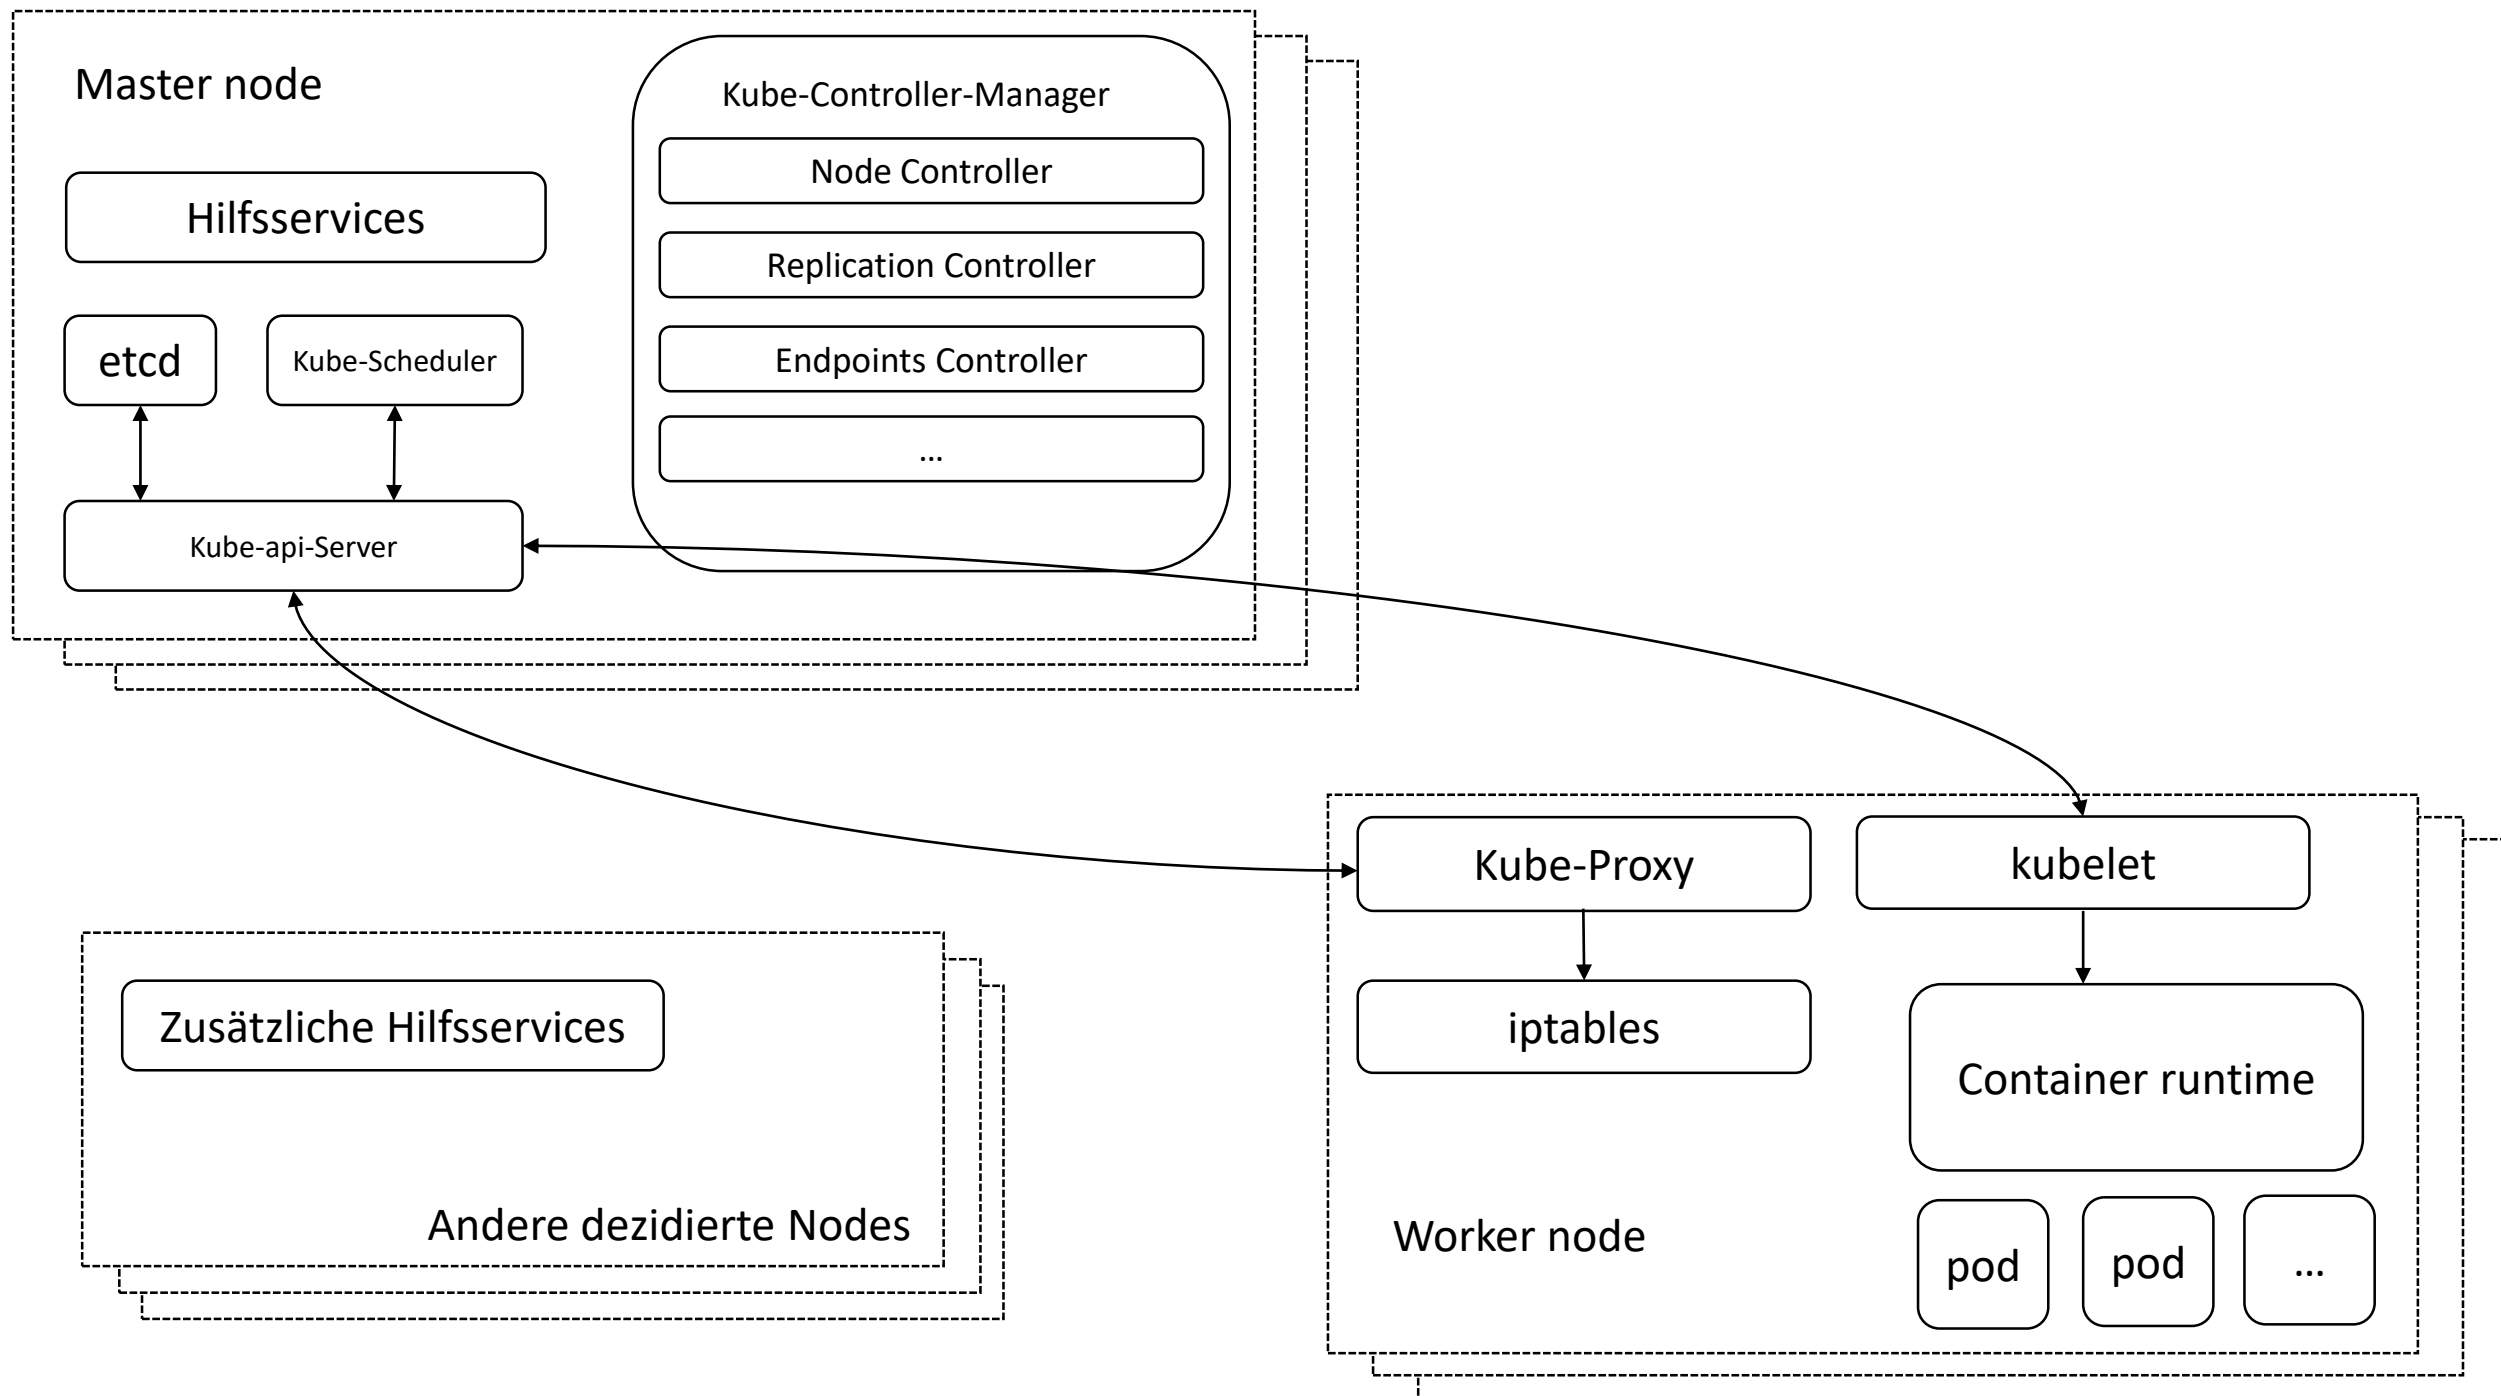 Master node
Kube-Controller-Manager
Node Controller
Hilfsservices
Replication Controller
etcd
Kube-Scheduler
Endpoints Controller
...
Kube-api-Server
Kube-Proxy
kubelet
Zusätzliche Hilfsservices
iptables
Container runtime
Andere dezidierte Nodes
Worker node
pod
pod
...